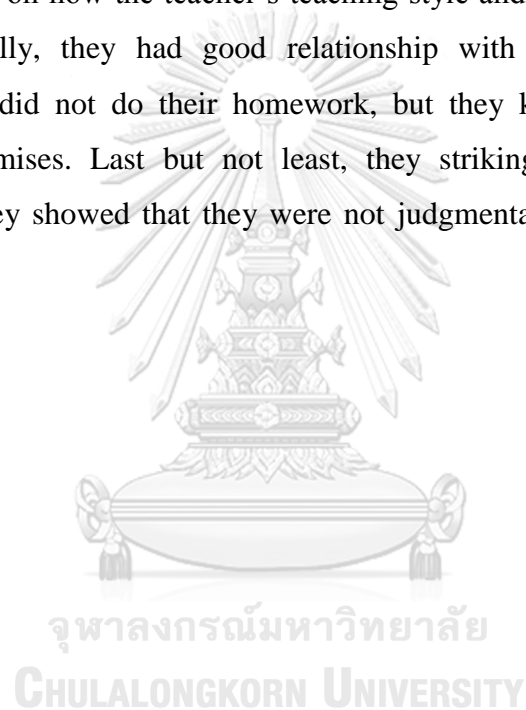 on how the teacher's teaching style and
lly, they had good relationship with
did not do their homework, but they k
mises. Last but not least, they striking
ey showed that they were not judgmenta
จุฬาลงกรณ์มหาวิทยาลัย
CHULALONGKORN UNIVERSITY